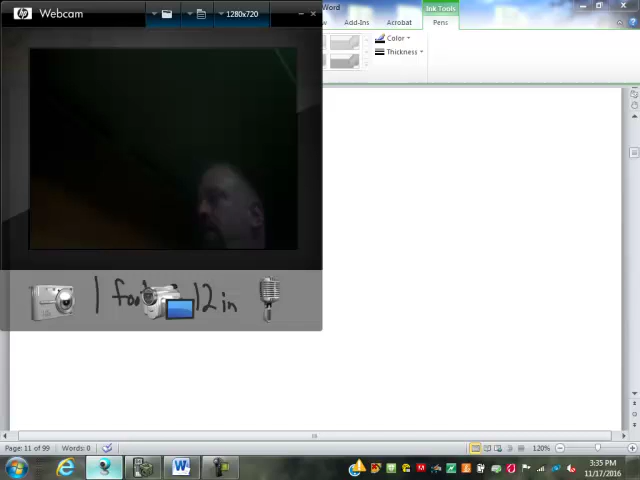 Webcam
1280x720
Word
Ink Tools
Add-Ins
Acrobat
Pens
Color
Thickness
1 foot 12 in
Page: 11 of 99
Words: 0
120%
3:35 PM
11/17/2016